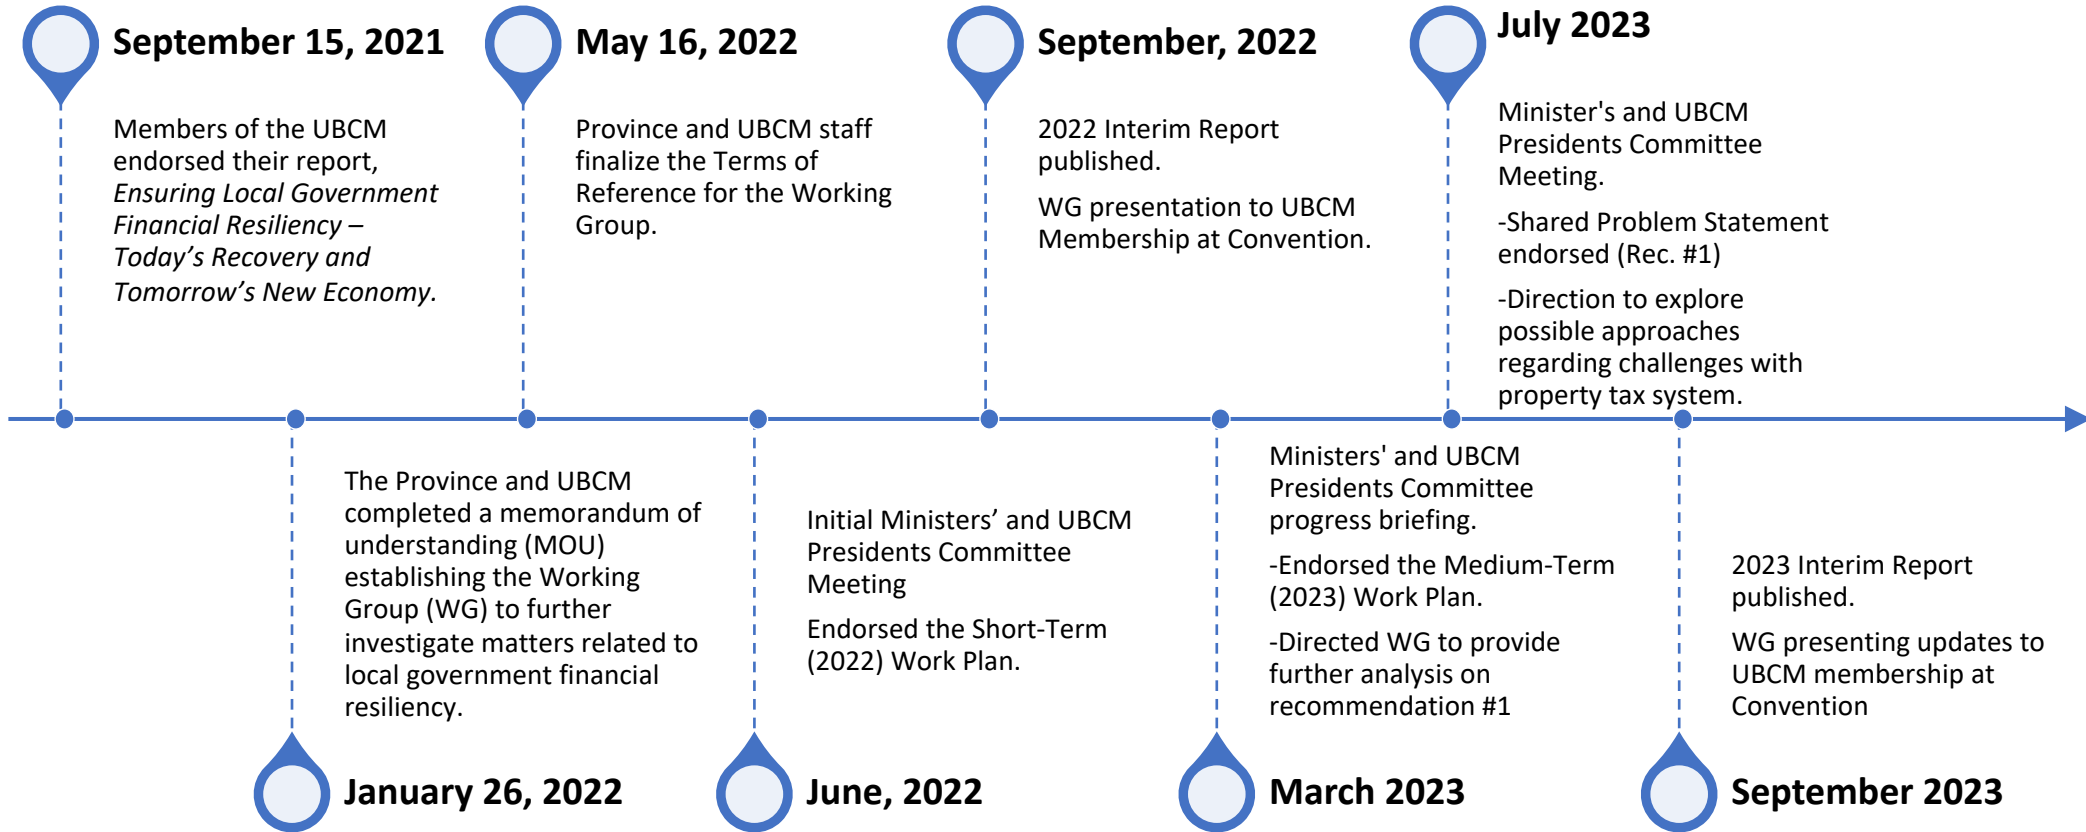 September 15, 2021
Members of the UBCM
endorsed their report,
Ensuring Local Government
Financial Resiliency –
Today’s Recovery and
Tomorrow’s New Economy.
January 26, 2022
The Province and UBCM
completed a memorandum of
understanding (MOU)
establishing the Working
Group (WG) to further
investigate matters related to
local government financial
resiliency.
May 16, 2022
Province and UBCM staff
finalize the Terms of
Reference for the Working
Group.
June, 2022
Initial Ministers’ and UBCM
Presidents Committee
Meeting
Endorsed the Short-Term
(2022) Work Plan.
September, 2022
2022 Interim Report
published.
WG presentation to UBCM
Membership at Convention.
March 2023
Ministers' and UBCM
Presidents Committee
progress briefing.
-Endorsed the Medium-Term
(2023) Work Plan.
-Directed WG to provide
further analysis on
recommendation #1
July 2023
Minister's and UBCM
Presidents Committee
Meeting.
-Shared Problem Statement
endorsed (Rec. #1)
-Direction to explore
possible approaches
regarding challenges with
property tax system.
September 2023
2023 Interim Report
published.
WG presenting updates to
UBCM membership at
Convention